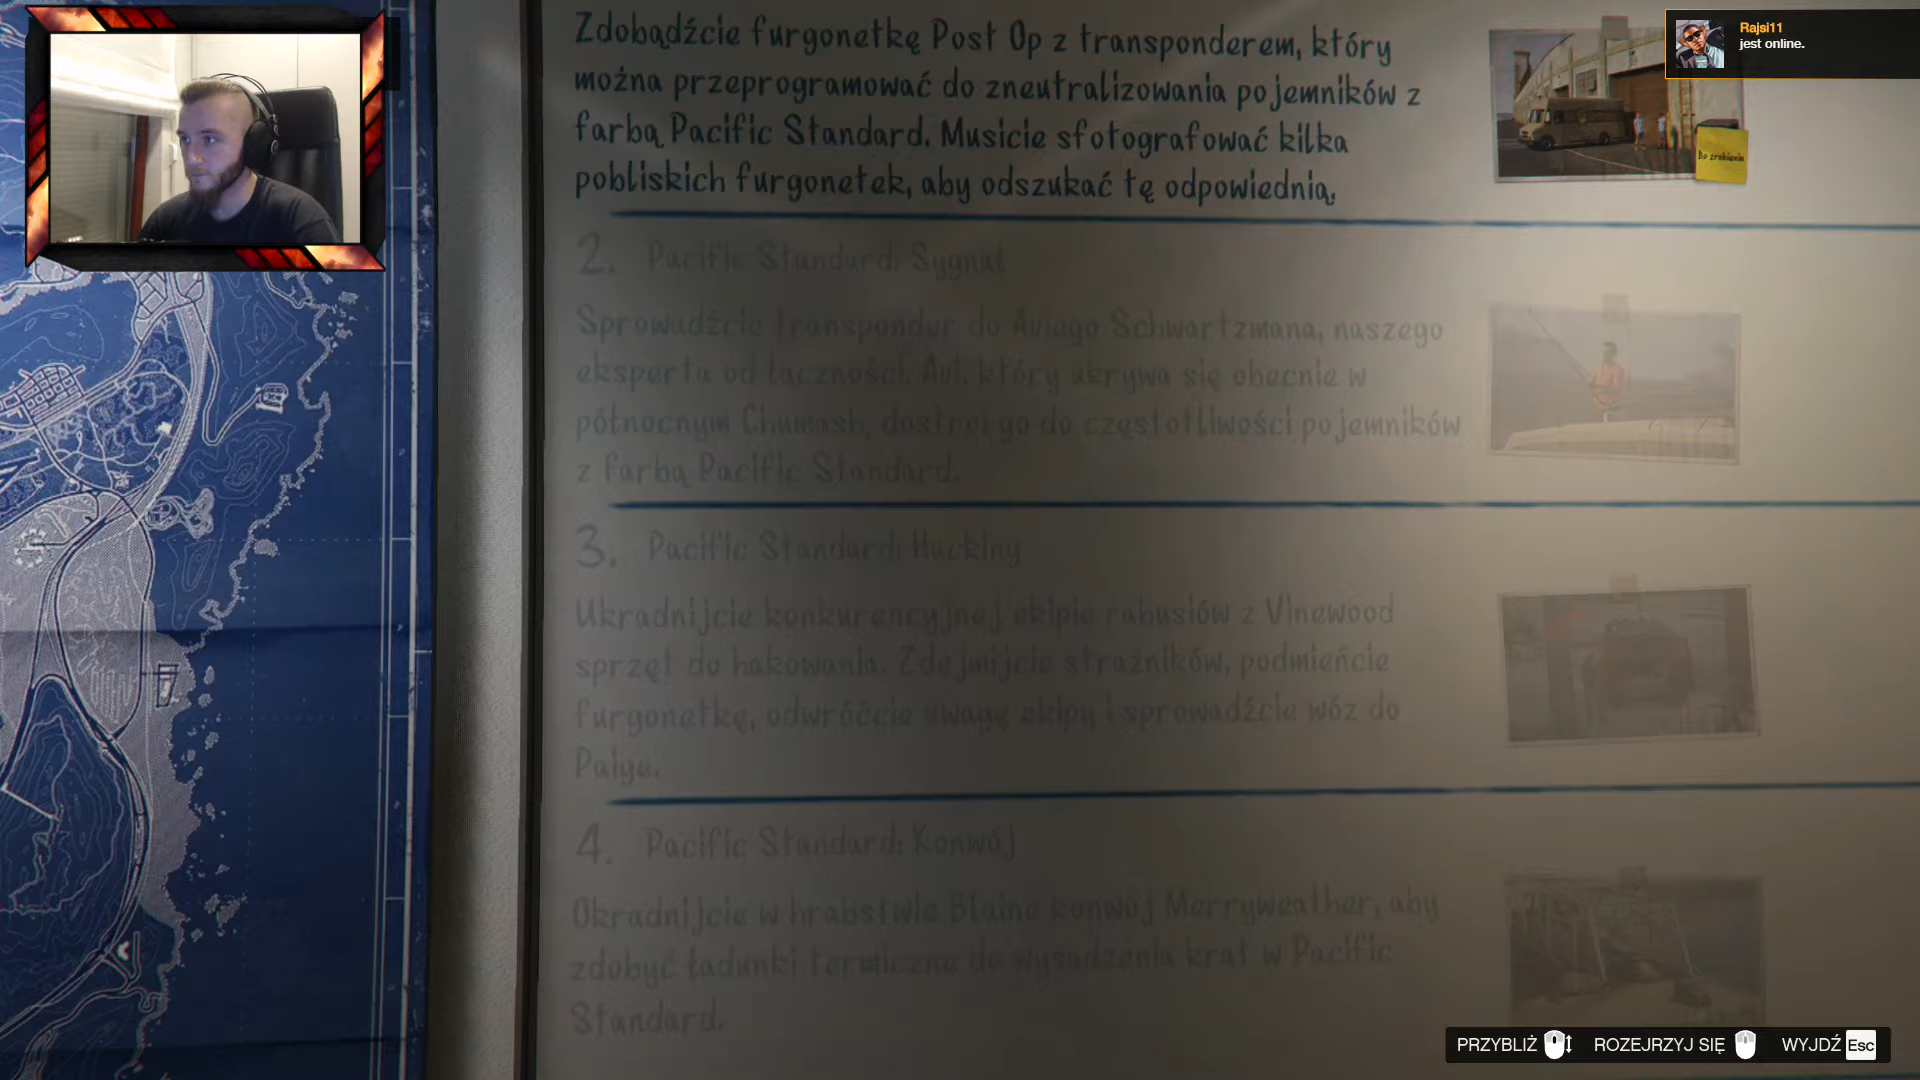 Zdobądźcie furgonetkę Post Op z transponderem, który
można przeprogramować do zneutralizowania pojemników z
farbą Pacific Standard. Musicie sfotografować kilka
pobliskich furgonetek, aby odszukać tę odpowiednią.
Do zrobienia
2. Pacific Standard: Sygnał
Sprowadźcie transponder do Aviego Schwartzmana, naszego
eksperta od łączności. Avi, który ukrywa się obecnie w
północnym Chumash, dostroi go do częstotliwości pojemników
z farbą Pacific Standard.
3. Pacific Standard: Hacking
Ukradnijcie konkurencyjnej ekipie rabusiów z Vinewood
sprzęt do hakowania. Zdejmijcie strażników, podmieńcie
furgonetkę, odwróćcie uwagę ekipy i sprowadźcie wóz do
Paige.
4. Pacific Standard: Konwój
Okradnijcie w hrabstwie Blaine konwój Merryweather, aby
zdobyć ładunki termiczne do wysadzenia krat w Pacific
Standard.
Rajsi11
jest online.
PRZYBLIŻ ROZEJRZYJ SIĘ WYJDŹ Esc